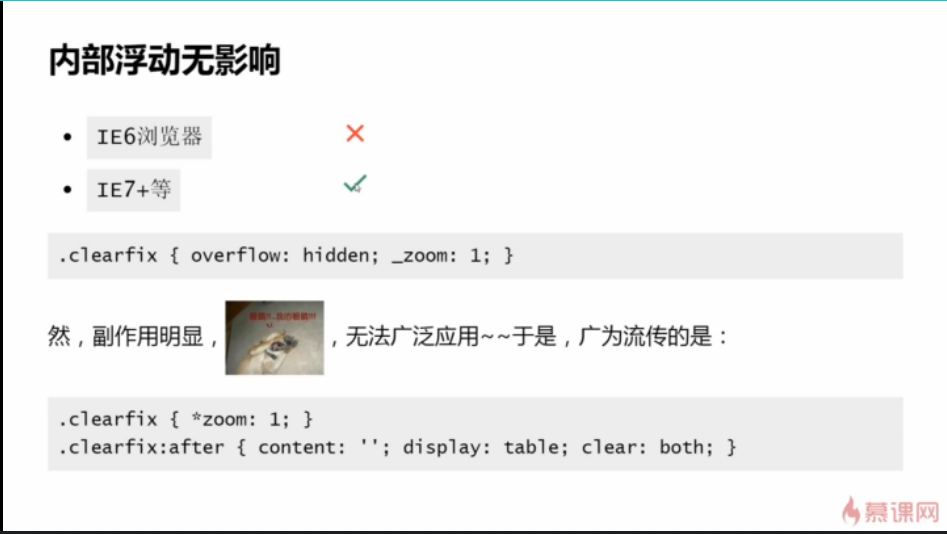 内部浮动无影响
IE6浏览器
IE7+等
.clearfix { overflow: hidden; _zoom: 1; }
然，副作用明显，
，无法广泛应用~~于是，广为流传的是：
.clearfix { *zoom: 1; }
.clearfix:after { content: ''; display: table; clear: both; }
慕课网